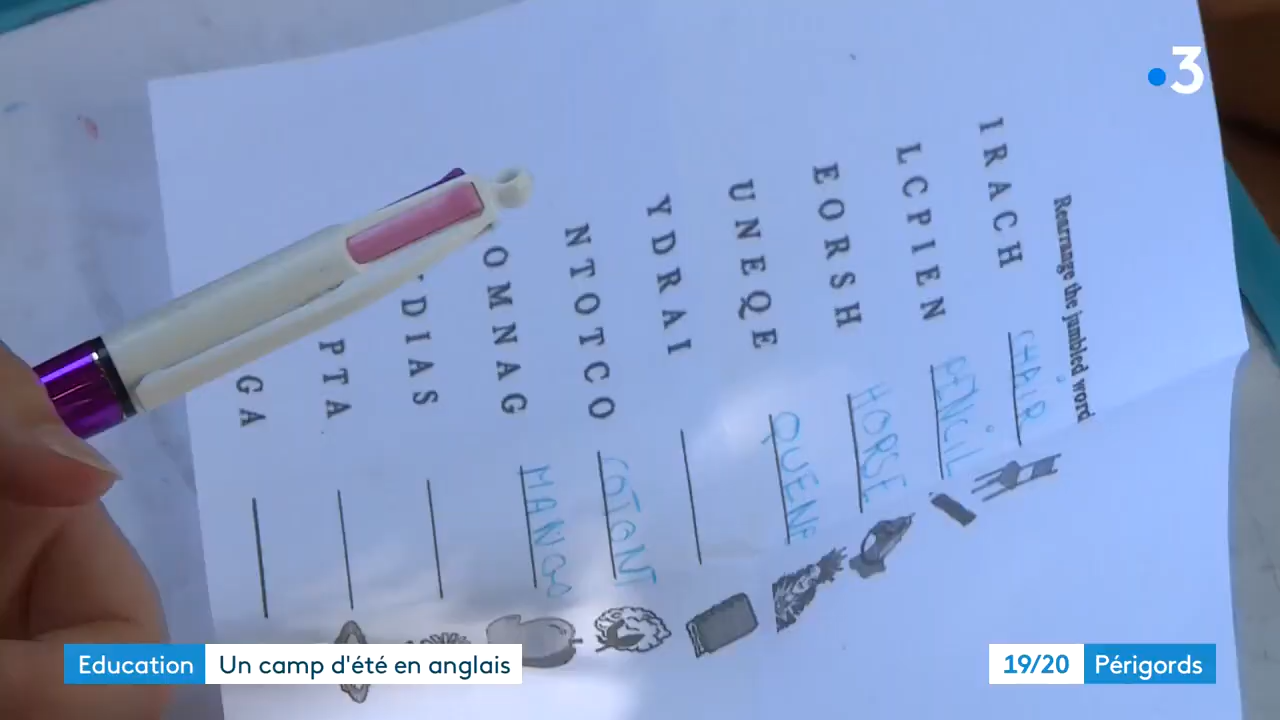 3
Rearrange the jumbled word
IRACH CHAIR
LCPIEN PENCIL
EORSH HORSE
UNEQE QUENE
YDRAI
NTOTCO COTONT
OMNAG MANGO
DIAS
PTA
GA
Education Un camp d'été en anglais
19/20 Périgords